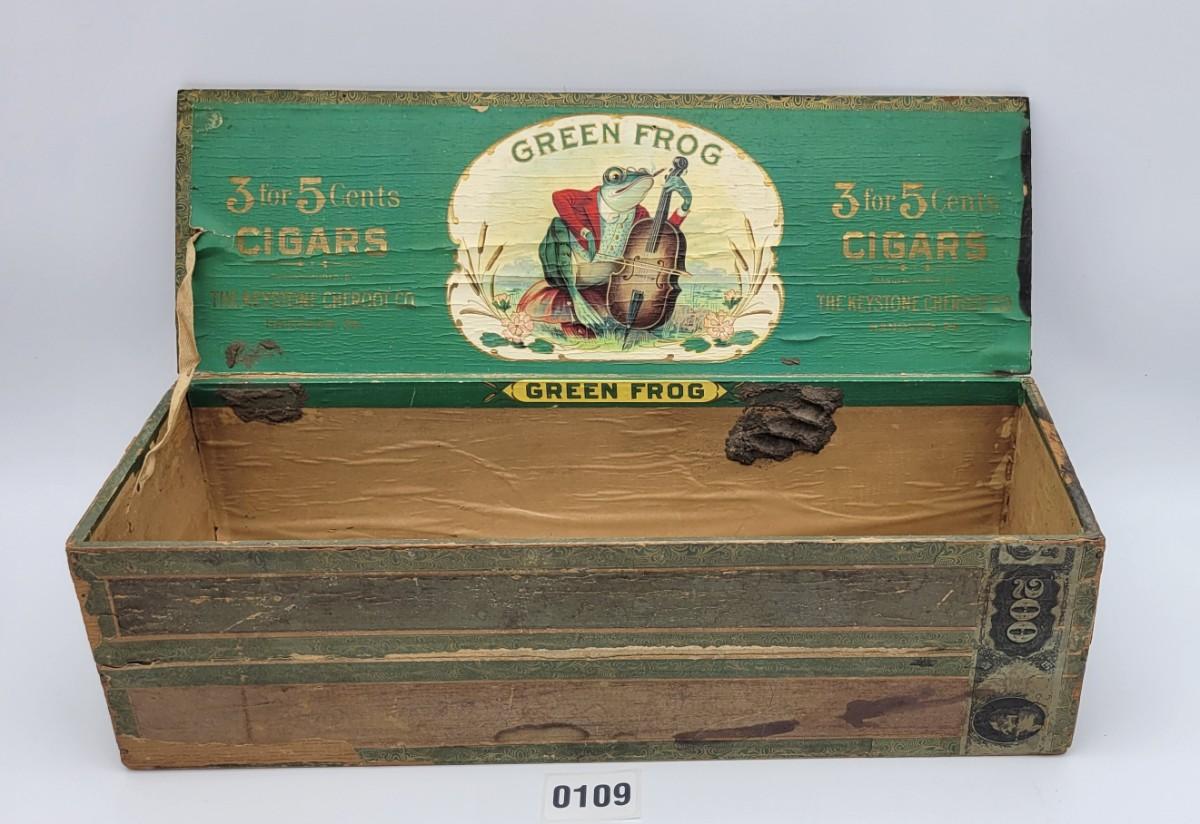 GREEN FROG
3 for 5 Cents
CIGARS
THE KEYSTONE CHEROOT CO.
3 for 5 Cents
CIGARS
THE KEYSTONE CHEROOT CO.
GREEN FROG
200
0109